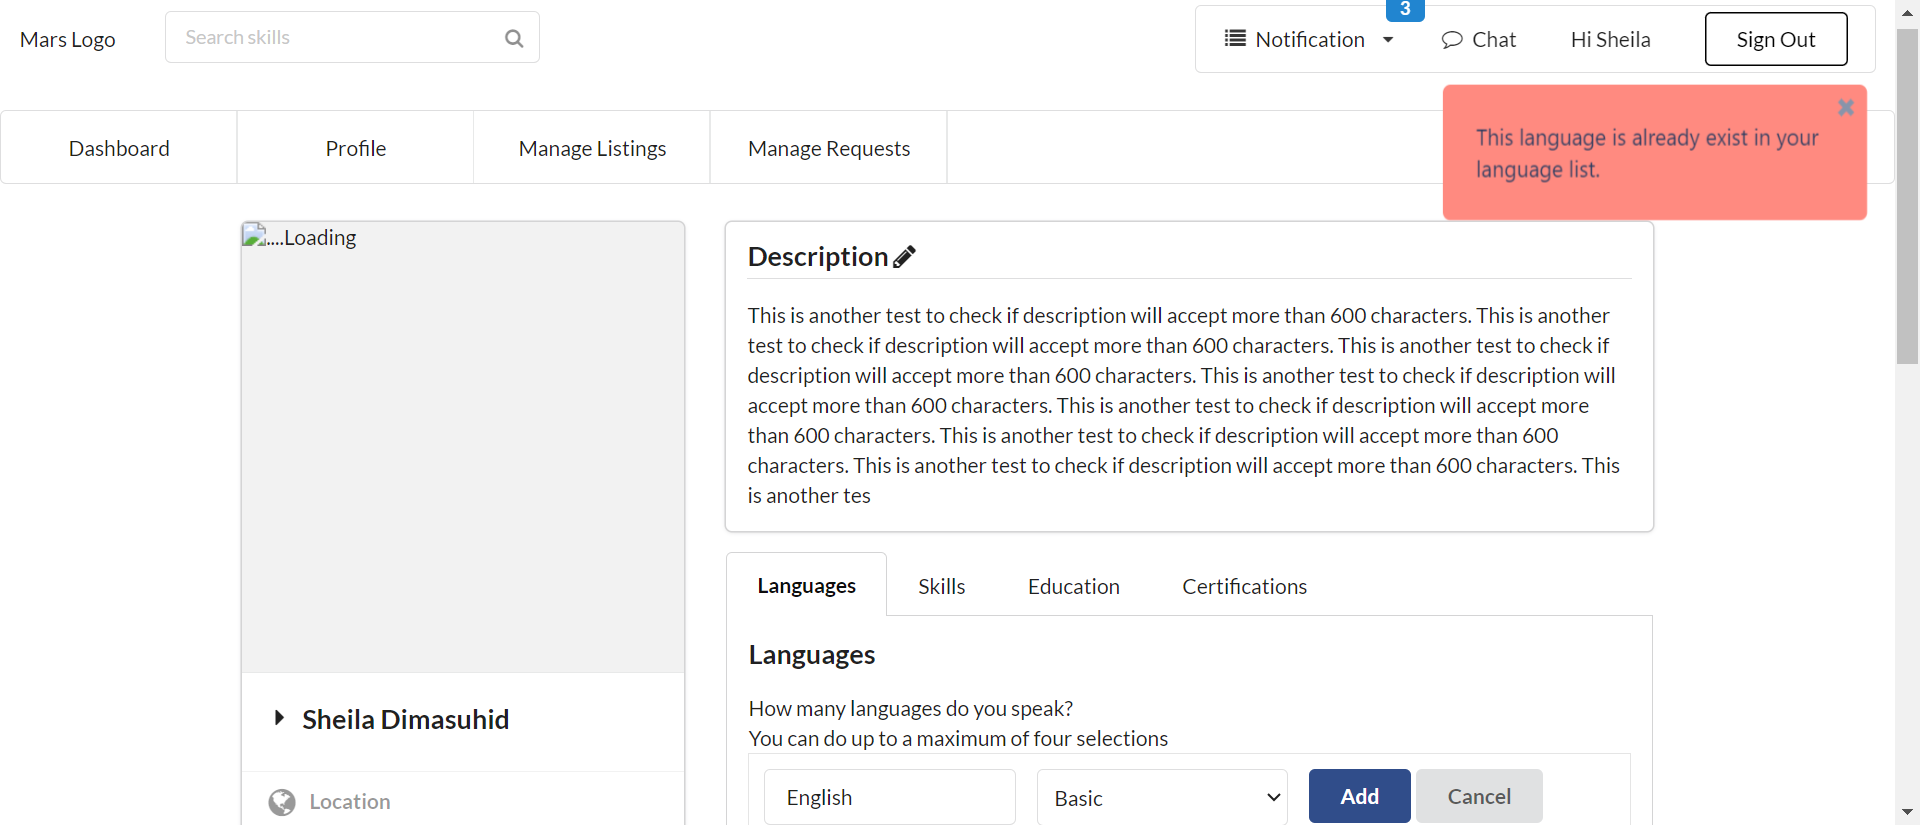 Mars Logo
Search skills
3
Notification
Chat
Hi Sheila
Sign Out
Dashboard
Profile
Manage Listings
Manage Requests
This language is already exist in your
language list.
....Loading
Sheila Dimasuhid
Location
Description
This is another test to check if description will accept more than 600 characters. This is another
test to check if description will accept more than 600 characters. This is another test to check if
description will accept more than 600 characters. This is another test to check if description will
accept more than 600 characters. This is another test to check if description will accept more
than 600 characters. This is another test to check if description will accept more than 600
characters. This is another test to check if description will accept more than 600 characters. This
is another tes
Languages
Skills
Education
Certifications
Languages
How many languages do you speak?
You can do up to a maximum of four selections
English
Basic
Add
Cancel